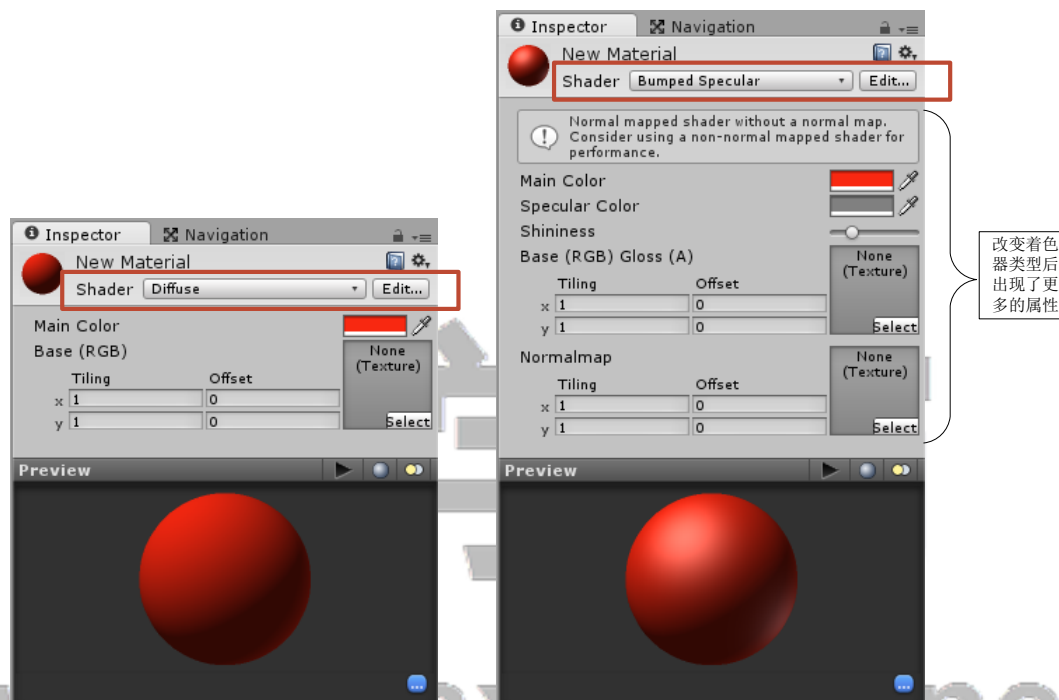 Inspector
Navigation
New Material
Shader
Diffuse
Edit...
Main Color
Base (RGB)
None
(Texture)
Tiling
Offset
x 1
0
y 1
0
Select
Preview
Inspector
Navigation
New Material
Shader
Bumped Specular
Edit...
Normal mapped shader without a normal map.
Consider using a non-normal mapped shader for
performance.
Main Color
Specular Color
Shininess
Base (RGB) Gloss (A)
None
(Texture)
Tiling
Offset
x 1
0
y 1
0
Select
Normalmap
None
(Texture)
Tiling
Offset
x 1
0
y 1
0
Select
Preview
改变着色
器类型后
出现了更
多的属性